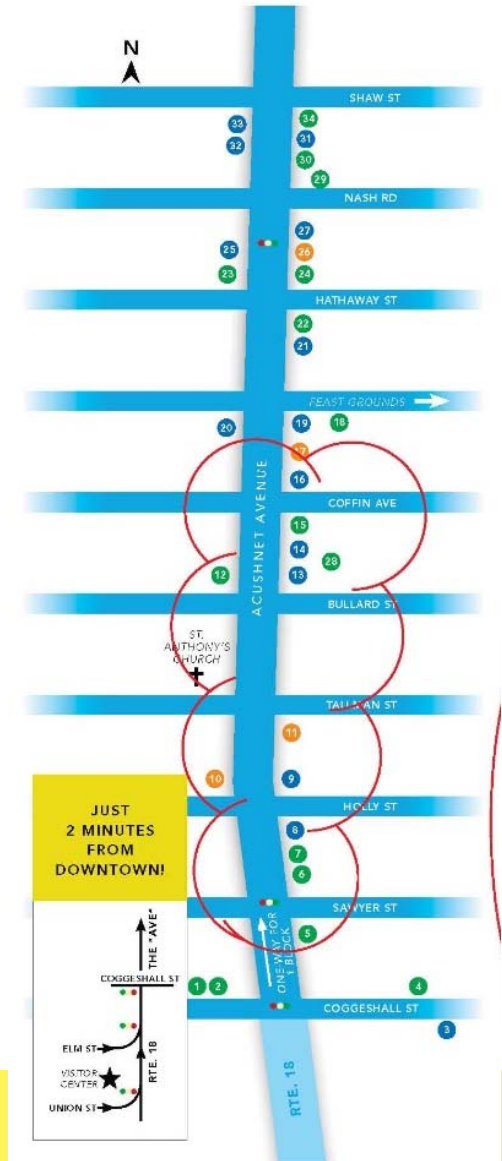 N
SHAW ST
33
34
32
31
30
29
NASH RD
27
25
26
23
24
HATHAWAY ST
22
21
FEAST GROUNDS
20
19
18
17
16
COFFIN AVE
ACUSHNET AVENUE
15
14
28
12
13
BULLARD ST
ST.
ANTHONY'S
CHURCH
TALLMAN ST
11
10
9
JUST
2 MINUTES
FROM
DOWNTOWN!
HOLLY ST
8
7
6
SAWYER ST
5
ONE WAY FOR
1 BLOCK
THE "AVE"
COGGESHALL ST
1
2
4
COGGESHALL ST
3
ELM ST
VISITOR
CENTER
RTE. 18
UNION ST
RTE. 18